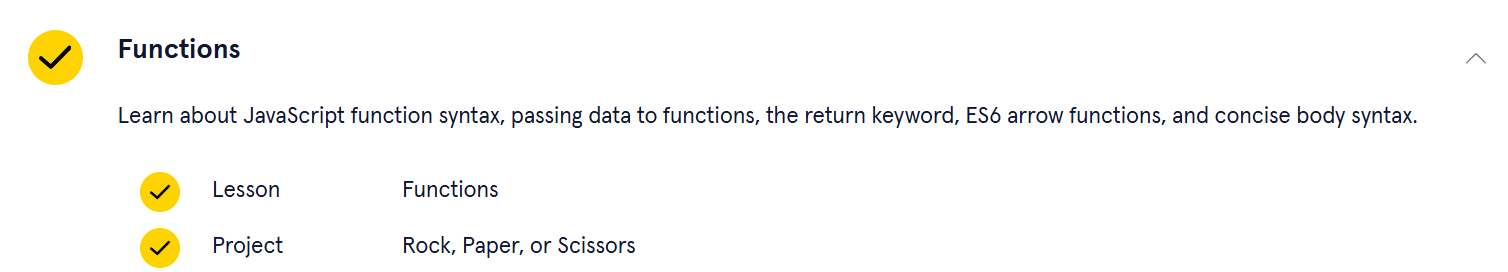 Functions
Learn about JavaScript function syntax, passing data to functions, the return keyword, ES6 arrow functions, and concise body syntax.
Lesson Functions
Project Rock, Paper, or Scissors